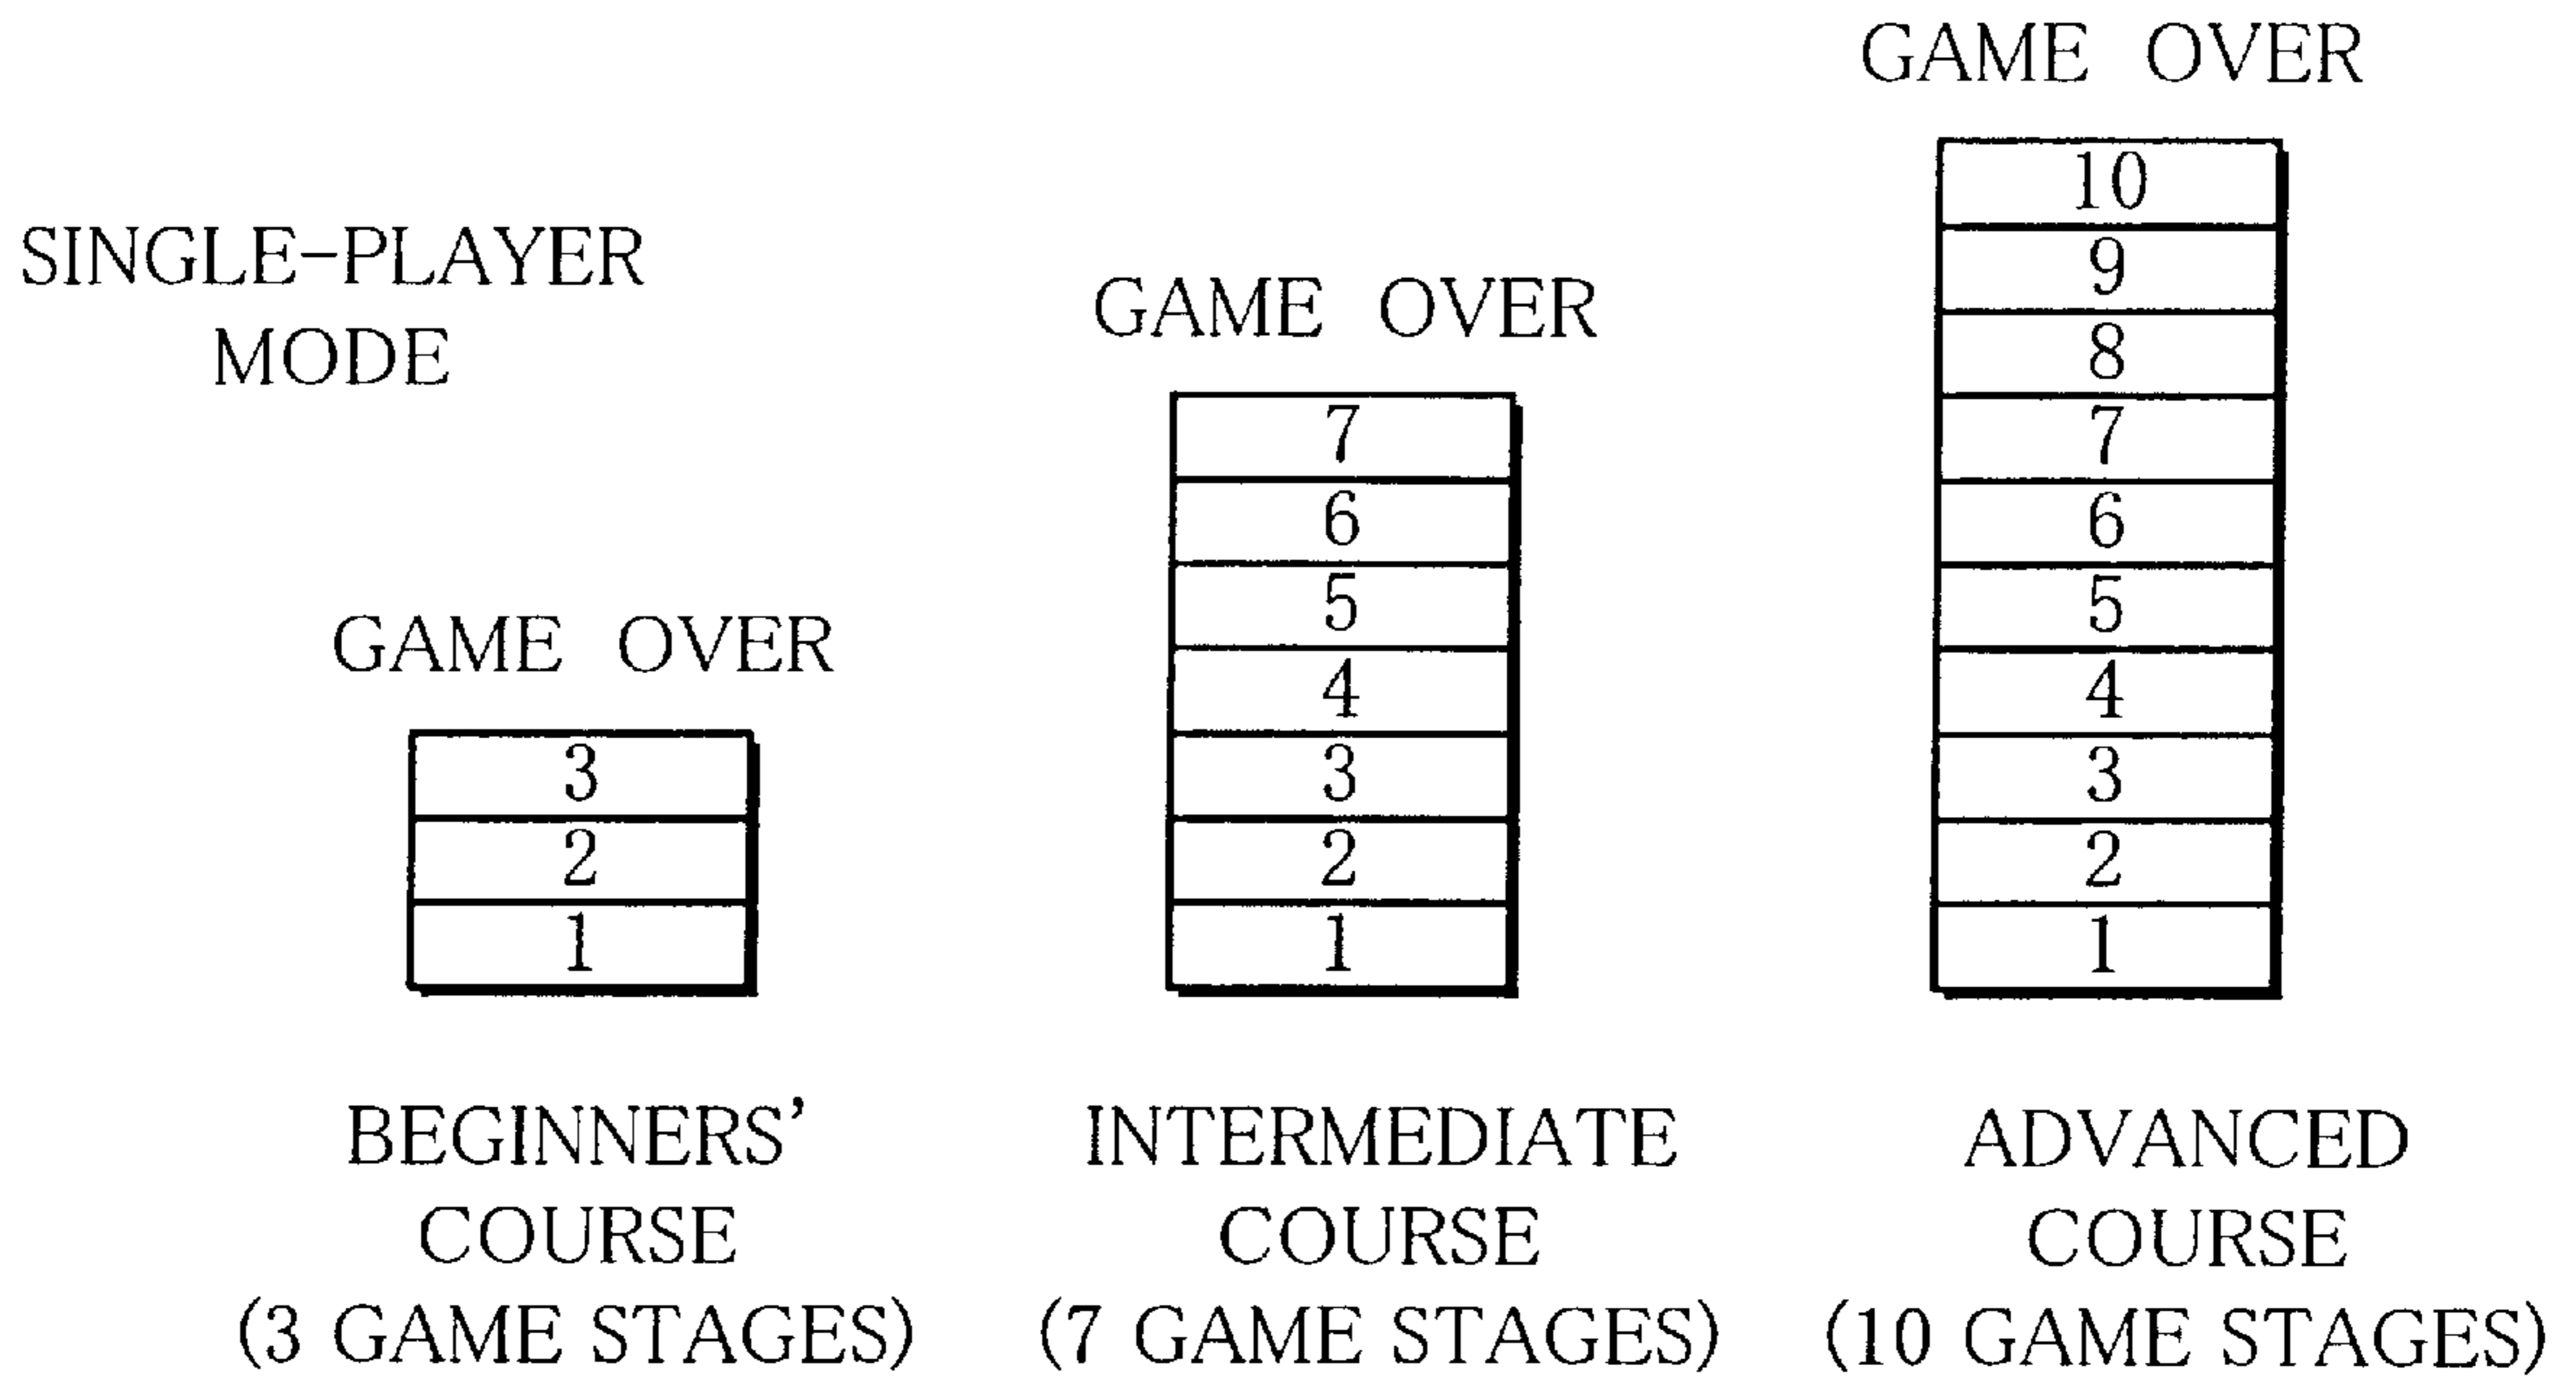 SINGLE-PLAYER
MODE
GAME OVER
3
2
1
BEGINNERS'
COURSE
(3 GAME STAGES)
GAME OVER
7
6
5
4
3
2
1
INTERMEDIATE
COURSE
(7 GAME STAGES)
GAME OVER
10
9
8
7
6
5
4
3
2
1
ADVANCED
COURSE
(10 GAME STAGES)